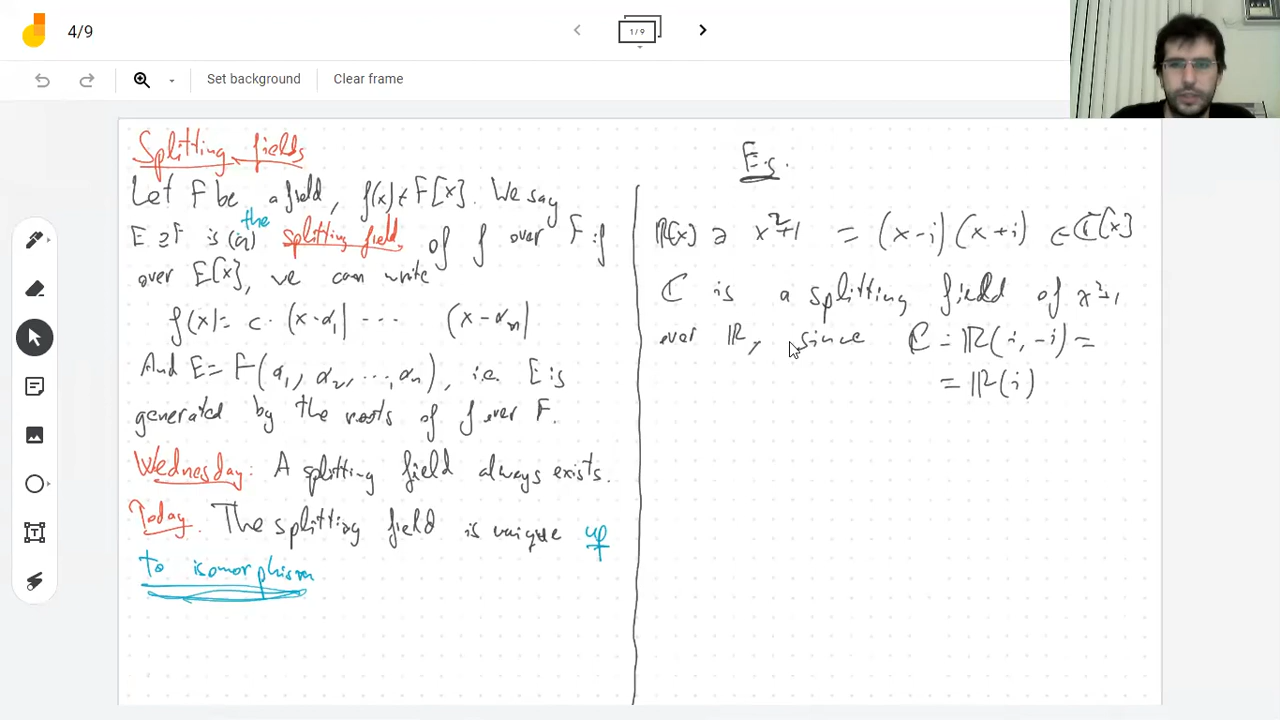 4/9
1/9
Set background
Clear frame
Splitting fields
Let F be a field, f(x) ∈ F[x]. We say
E ⊇ F is (a) the splitting field of f over F if
over E[x], we can write
f(x) = c · (x-α₁) ··· (x-αₙ)
And E = F(α₁, α₂, ..., αₙ), i.e. E is
generated by the roots of f over F.
Wednesday: A splitting field always exists.
Today. The splitting field is unique up
to isomorphism
E.g.
ℝ[x] ∋ x²+1 = (x-i)(x+i) ∈ ℂ[x]
ℂ is a splitting field of x²+1
over ℝ, since ℂ = ℝ(i, -i) =
= ℝ(i)